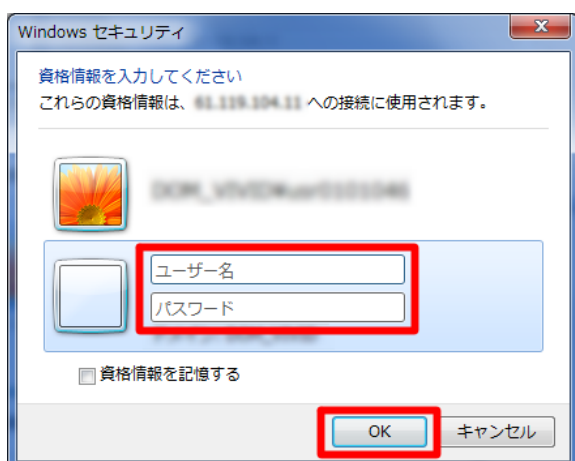 Windows セキュリティ
資格情報を入力してください
これらの資格情報は、 への接続に使用されます。
ユーザー名
パスワード
資格情報を記憶する
OK
キャンセル